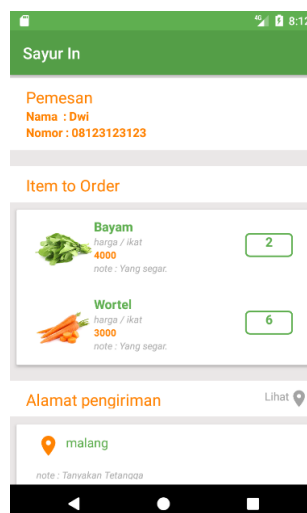 4G 8:12
Sayur In
Pemesan
Nama : Dwi
Nomor : 08123123123
Item to Order
Bayam
harga / ikat
4000
note : Yang segar.
2
Wortel
harga / ikat
3000
note : Yang segar.
6
Alamat pengiriman
Lihat
malang
note : Tanyakan Tetangga